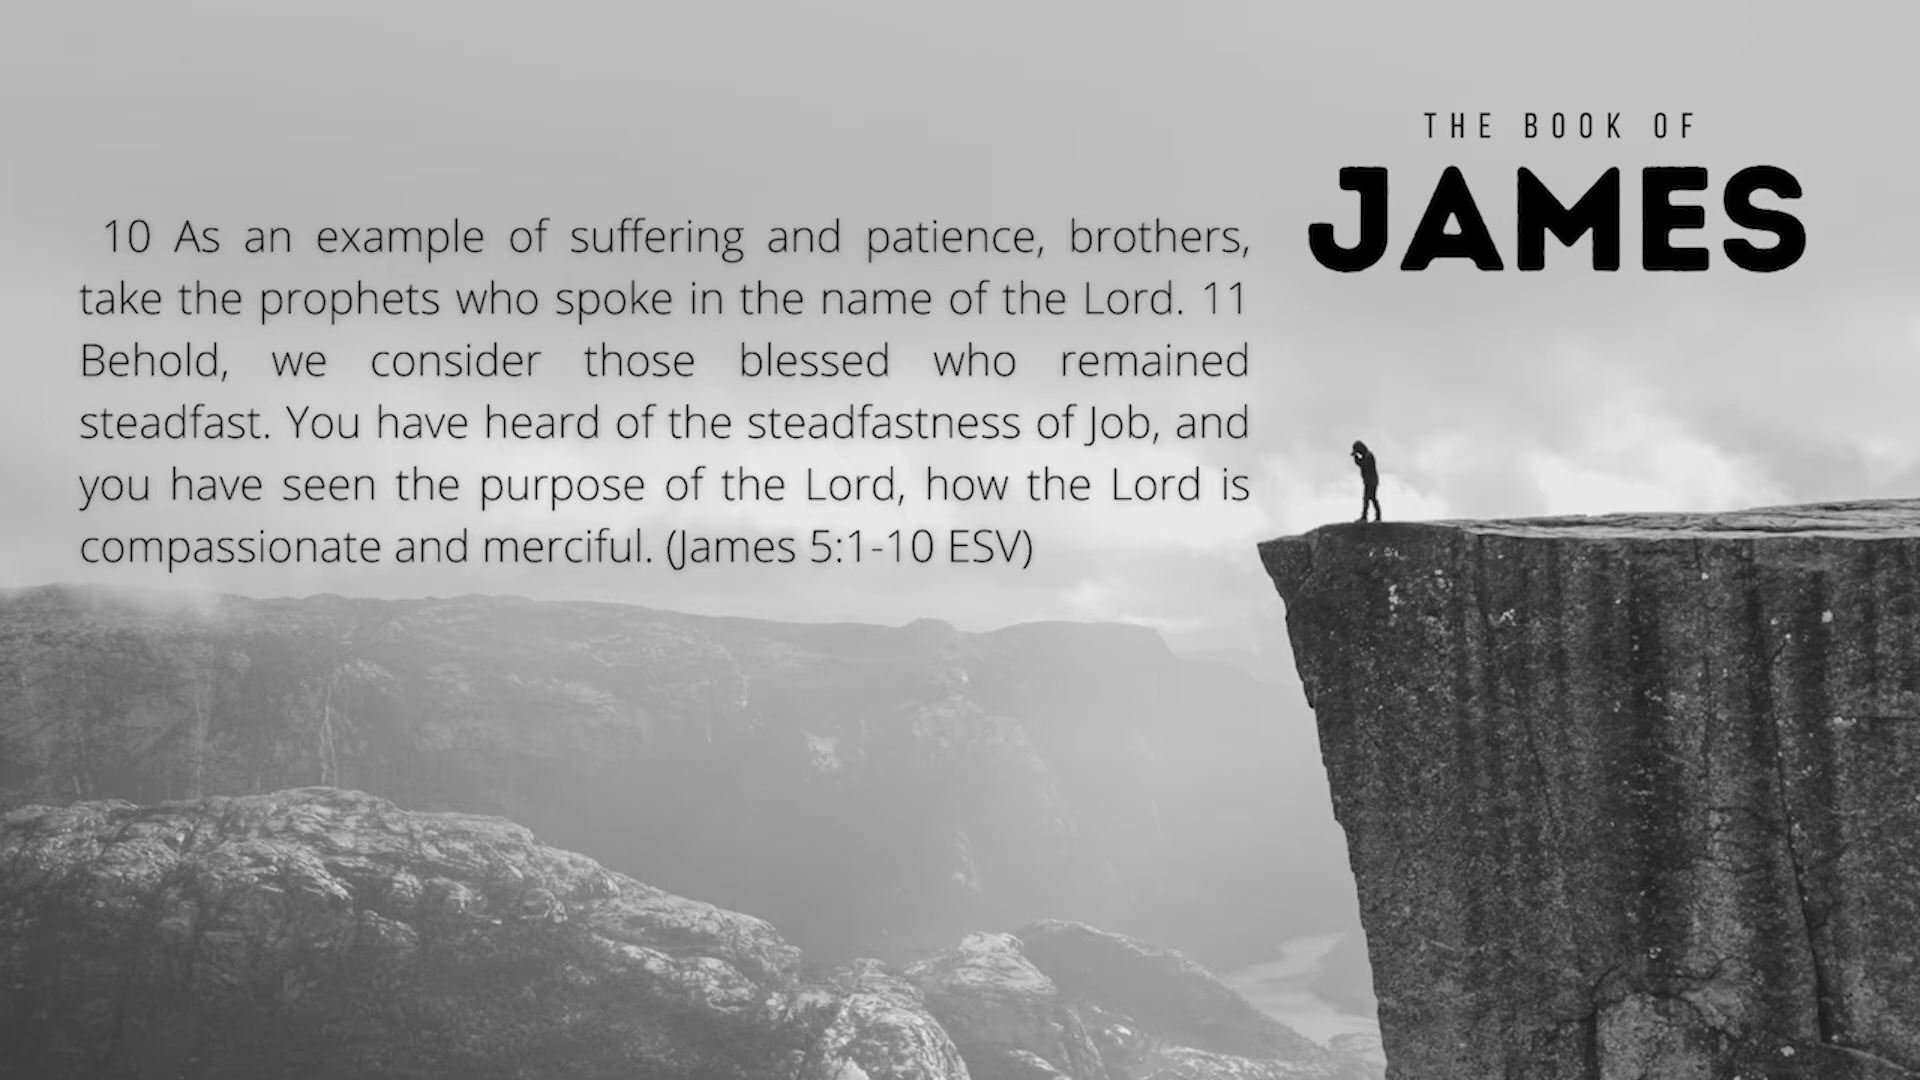 THE BOOK OF
JAMES
10 As an example of suffering and patience, brothers,
take the prophets who spoke in the name of the Lord. 11
Behold, we consider those blessed who remained
steadfast. You have heard of the steadfastness of Job, and
you have seen the purpose of the Lord, how the Lord is
compassionate and merciful. (James 5:1-10 ESV)